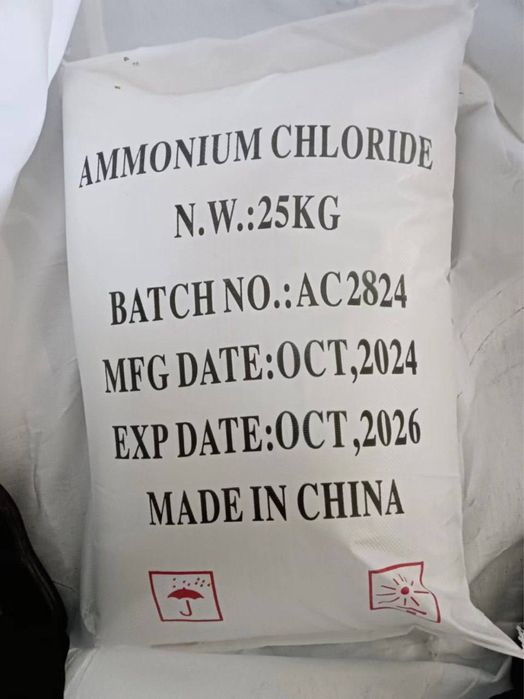 AMMONIUM CHLORIDE
N.W.:25KG
BATCH NO.:AC2824
MFG DATE:OCT,2024
EXP DATE:OCT,2026
MADE IN CHINA